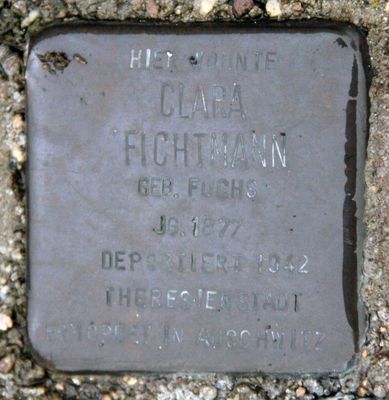 HIER WOHNTE
CLARA
FICHTMANN
GEB. FUCHS
JG. 1877
DEPORTIERT 1942
THERESIENSTADT
ERMORDET IN AUSCHWITZ